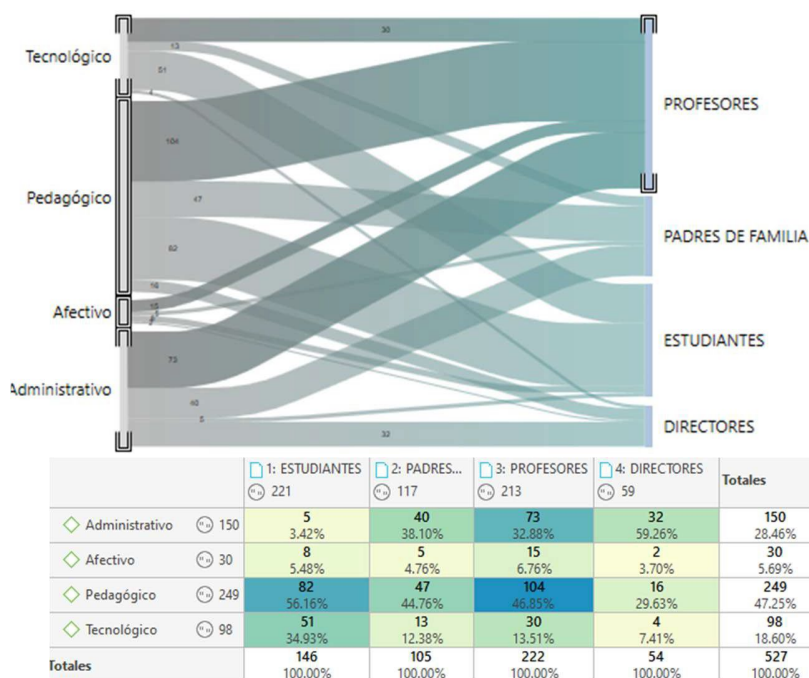 Tecnológico
30
13
51
4
PROFESORES
104
Pedagógico
47
PADRES DE FAMILIA
82
16
Afectivo
15
ESTUDIANTES
73
Administrativo
40
5
32
DIRECTORES
1: ESTUDIANTES 2: PADRES... 3: PROFESORES 4: DIRECTORES Totales
221 117 213 59
Administrativo 150 5 40 73 32 150
3.42% 38.10% 32.88% 59.26% 28.46%
Afectivo 30 8 5 15 2 30
5.48% 4.76% 6.76% 3.70% 5.69%
Pedagógico 249 82 47 104 16 249
56.16% 44.76% 46.85% 29.63% 47.25%
Tecnológico 98 51 13 30 4 98
34.93% 12.38% 13.51% 7.41% 18.60%
Totales 146 105 222 54 527
100.00% 100.00% 100.00% 100.00% 100.00%